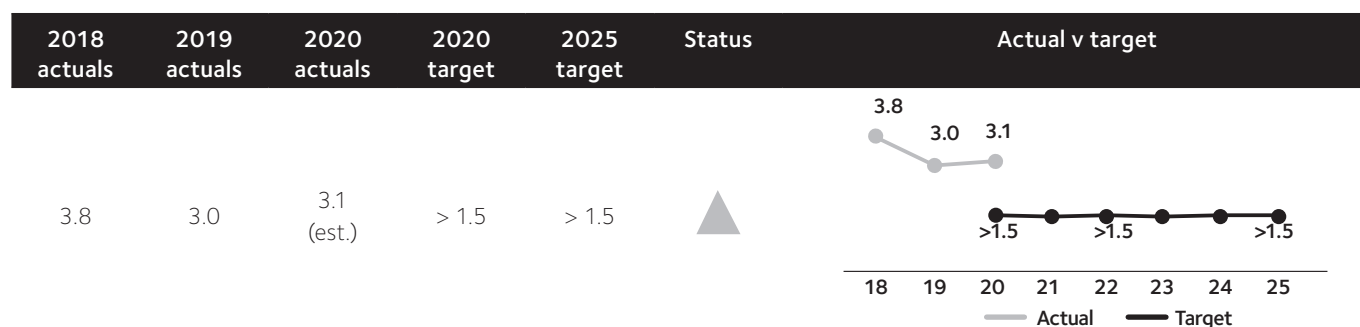 2018 2019 2020 2020 2025 Status Actual v target
actuals actuals actuals target target
3.8
3.0 3.1
3.8 3.0 3.1 > 1.5 > 1.5
(est.)
>1.5 >1.5 >1.5
18 19 20 21 22 23 24 25
Actual Target